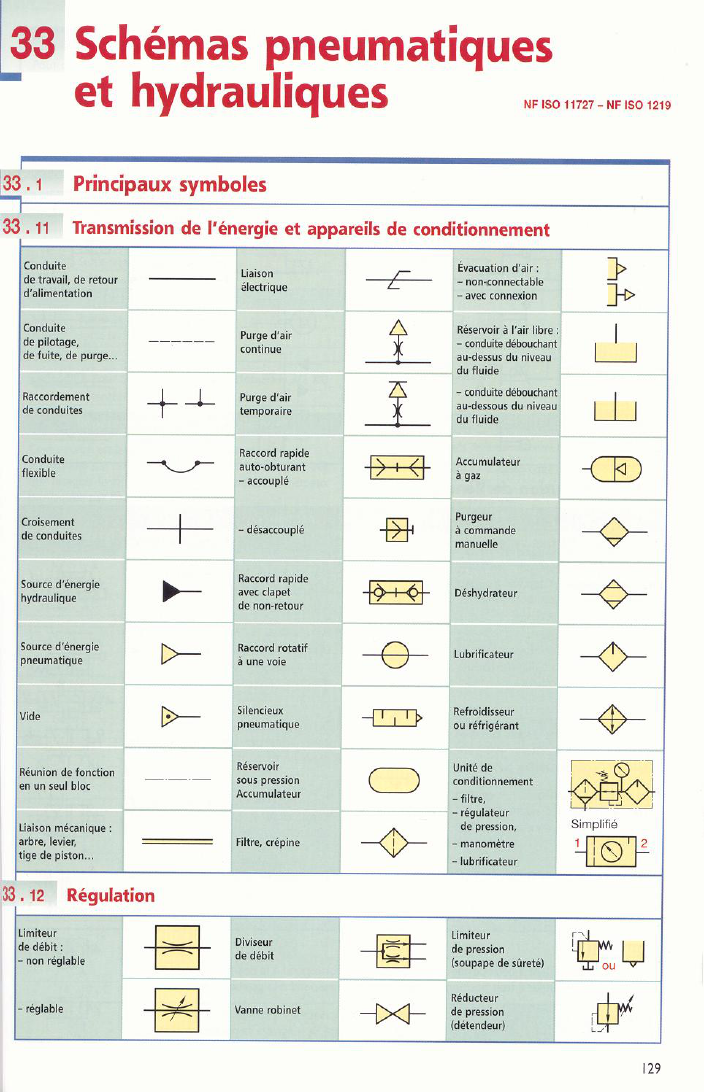 33 Schémas pneumatiques
et hydrauliques
NF ISO 11727 – NF ISO 1219
33 . 1 Principaux symboles
33 . 11 Transmission de l'énergie et appareils de conditionnement
Conduite
de travail, de retour
d'alimentation
Liaison
électrique
Évacuation d'air :
– non-connectable
– avec connexion
Conduite
de pilotage,
de fuite, de purge...
Purge d'air
continue
Réservoir à l'air libre :
– conduite débouchant
au-dessus du niveau
du fluide
Raccordement
de conduites
Purge d'air
temporaire
– conduite débouchant
au-dessous du niveau
du fluide
Conduite
flexible
Raccord rapide
auto-obturant
– accouplé
Accumulateur
à gaz
Croisement
de conduites
– désaccouplé
Purgeur
à commande
manuelle
Source d'énergie
hydraulique
Raccord rapide
avec clapet
de non-retour
Déshydrateur
Source d'énergie
pneumatique
Raccord rotatif
à une voie
Lubrificateur
Vide
Silencieux
pneumatique
Refroidisseur
ou réfrigérant
Réunion de fonction
en un seul bloc
Réservoir
sous pression
Accumulateur
Unité de
conditionnement
– filtre,
– régulateur
de pression,
– manomètre
– lubrificateur
Simplifié
1 2
Liaison mécanique :
arbre, levier,
tige de piston...
Filtre, crépine
33 . 12 Régulation
Limiteur
de débit :
– non réglable
Diviseur
de débit
Limiteur
de pression
(soupape de sûreté)
ou
– réglable
Vanne robinet
Réducteur
de pression
(détendeur)
129